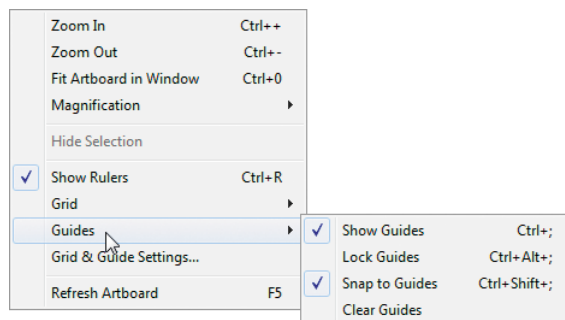 Zoom In Ctrl++
Zoom Out Ctrl+-
Fit Artboard in Window Ctrl+0
Magnification
Hide Selection
Show Rulers Ctrl+R
Grid
Guides
Grid & Guide Settings...
Refresh Artboard F5
Show Guides Ctrl+;
Lock Guides Ctrl+Alt+;
Snap to Guides Ctrl+Shift+;
Clear Guides